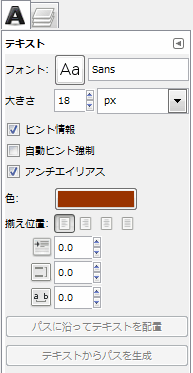 A
テキスト
フォント: Aa Sans
大きさ 18 px
ヒント情報
自動ヒント強制
アンチエイリアス
色:
揃え位置:
0.0
0.0
a b 0.0
パスに沿ってテキストを配置
テキストからパスを生成